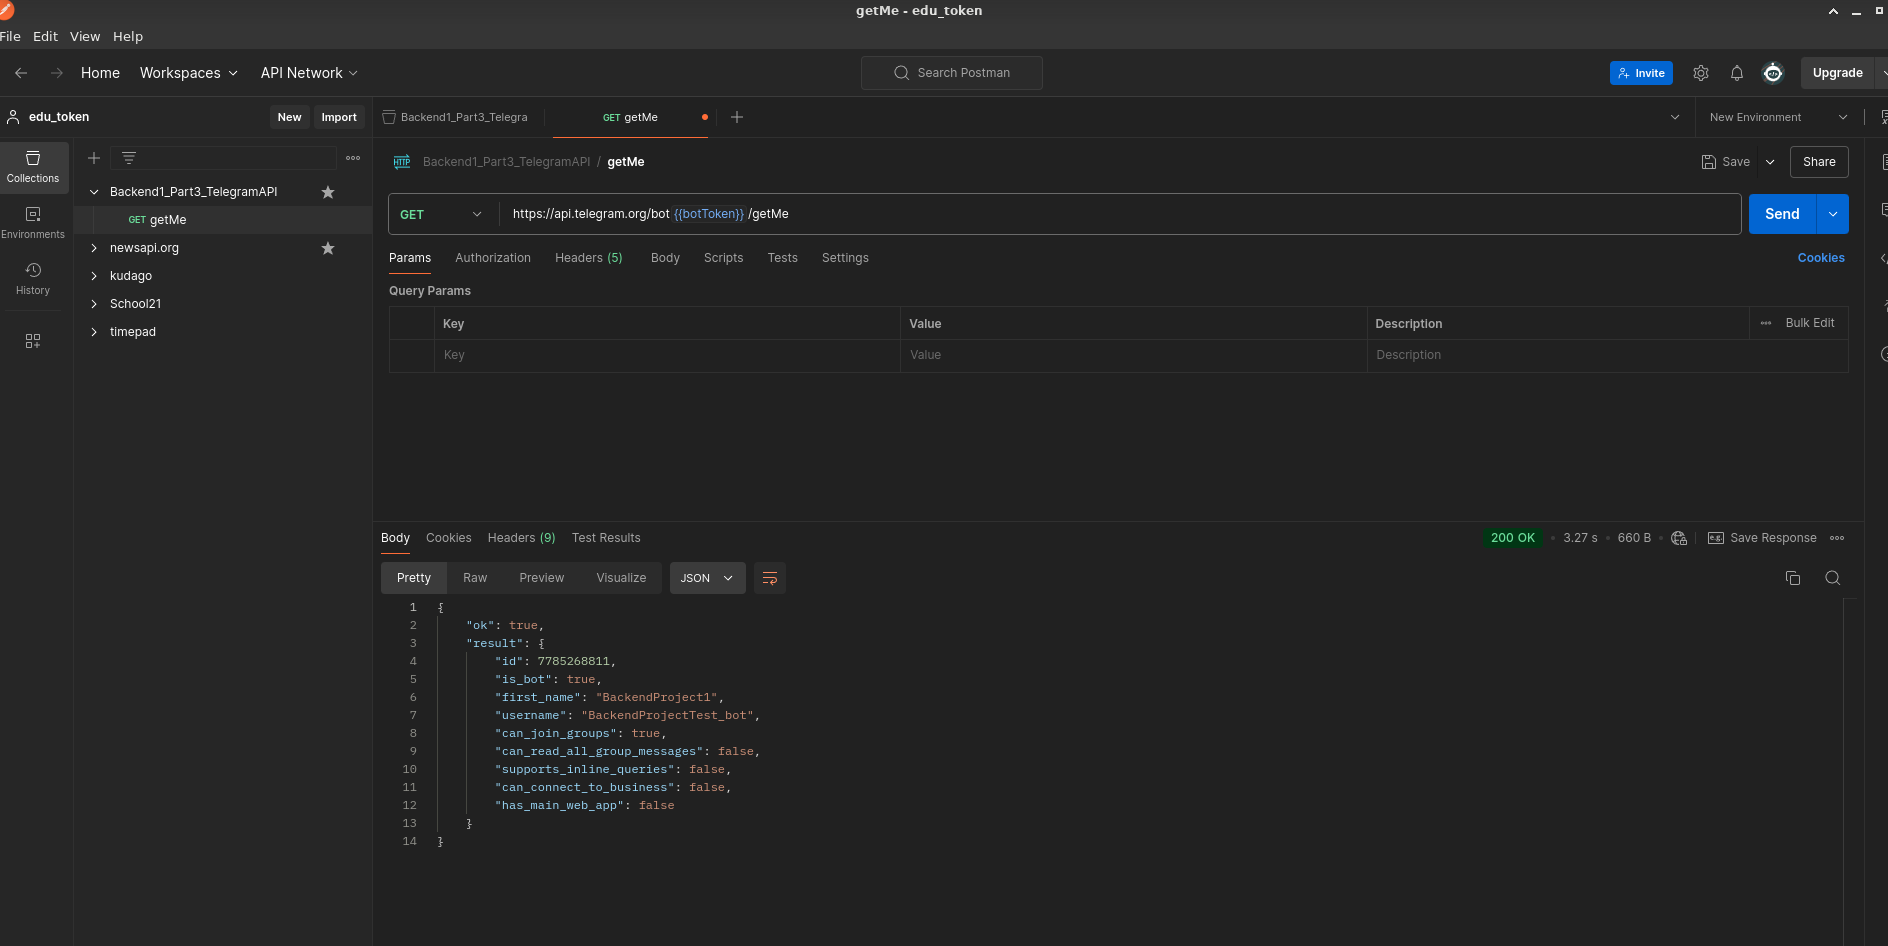 getMe - edu_token
File Edit View Help
Home Workspaces API Network Search Postman Invite Upgrade
edu_token New Import Backend1_Part3_Telegra GET getMe New Environment
Collections
Environments
History
Backend1_Part3_TelegramAPI
GET getMe
newsapi.org
kudago
School21
timepad
HTTP Backend1_Part3_TelegramAPI / getMe Save Share
GET https://api.telegram.org/bot{{botToken}}/getMe Send
Params Authorization Headers (5) Body Scripts Tests Settings Cookies
Query Params
Key Value Description Bulk Edit
Key Value Description
Body Cookies Headers (9) Test Results 200 OK 3.27 s 660 B e.g. Save Response
Pretty Raw Preview Visualize JSON
1 {
2 "ok": true,
3 "result": {
4 "id": 7785268811,
5 "is_bot": true,
6 "first_name": "BackendProject1",
7 "username": "BackendProjectTest_bot",
8 "can_join_groups": true,
9 "can_read_all_group_messages": false,
10 "supports_inline_queries": false,
11 "can_connect_to_business": false,
12 "has_main_web_app": false
13 }
14 }